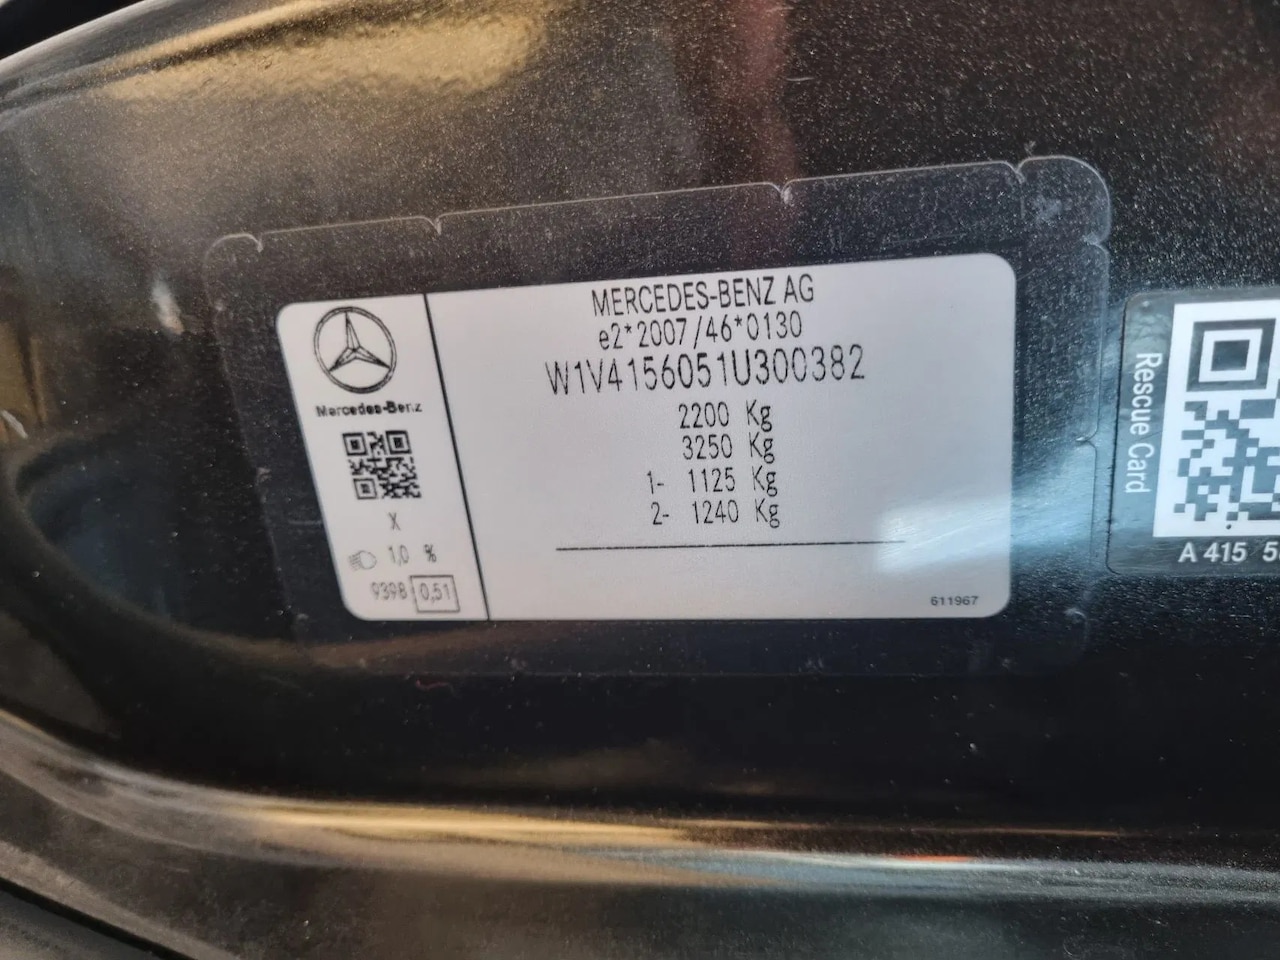 MERCEDES-BENZ AG
e2*2007/46*0130
W1V4156051U300382
2200 Kg
3250 Kg
1- 1125 Kg
2- 1240 Kg
611967
Mercedes-Benz
X
1,0 %
9398 0,51
Rescue Card
A 415